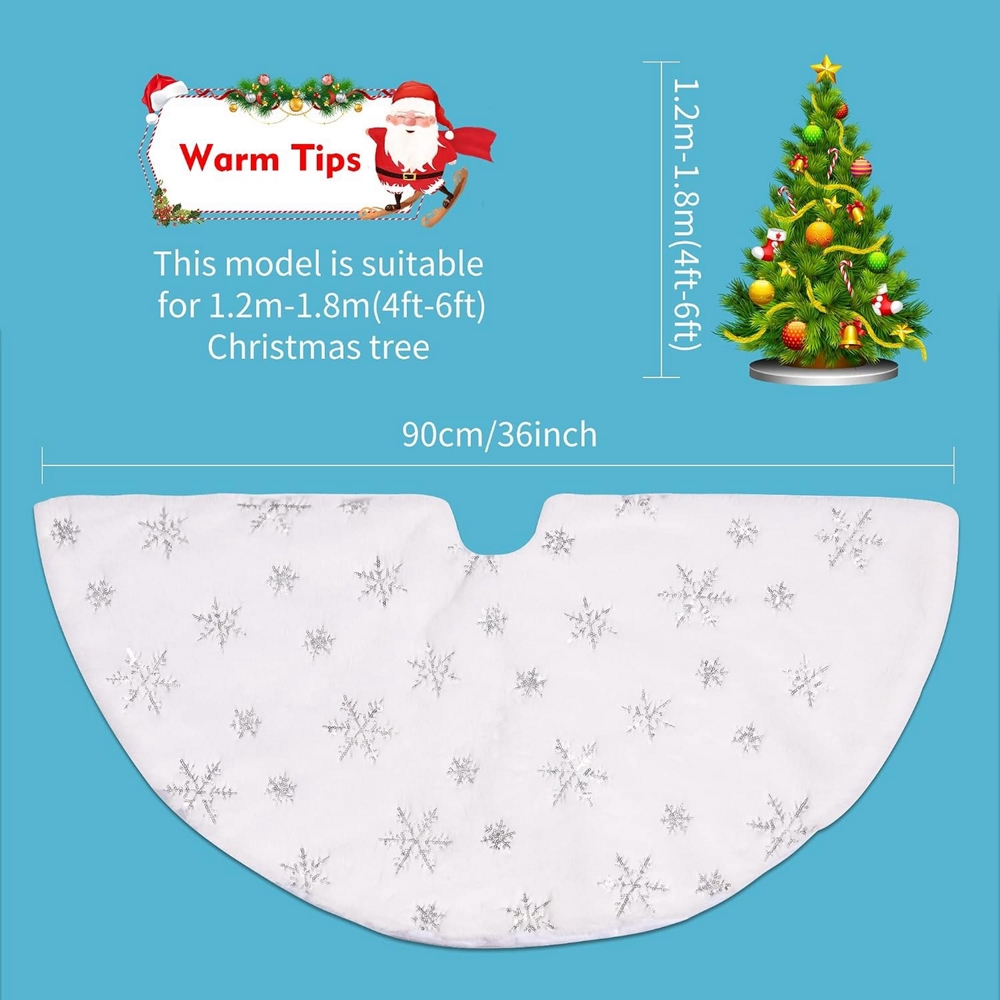 Warm Tips
This model is suitable
for 1.2m-1.8m(4ft-6ft)
Christmas tree
1.2m-1.8m(4ft-6ft)
90cm/36inch